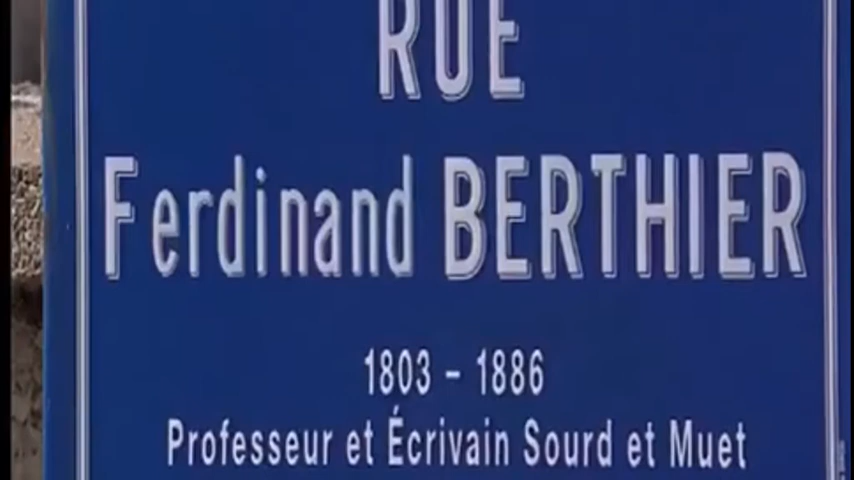 RUE
Ferdinand BERTHIER
1803 - 1886
Professeur et Écrivain Sourd et Muet